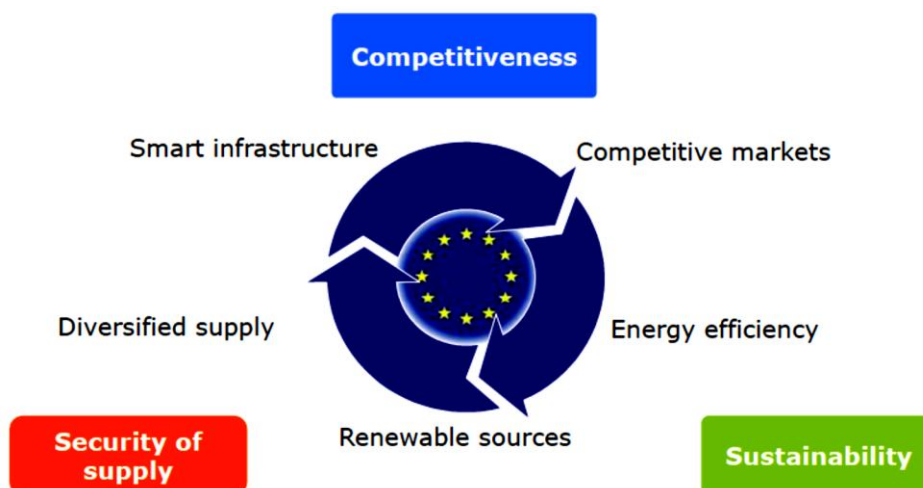 Competitiveness
Smart infrastructure
Competitive markets
Diversified supply
Energy efficiency
Renewable sources
Security of
supply
Sustainability